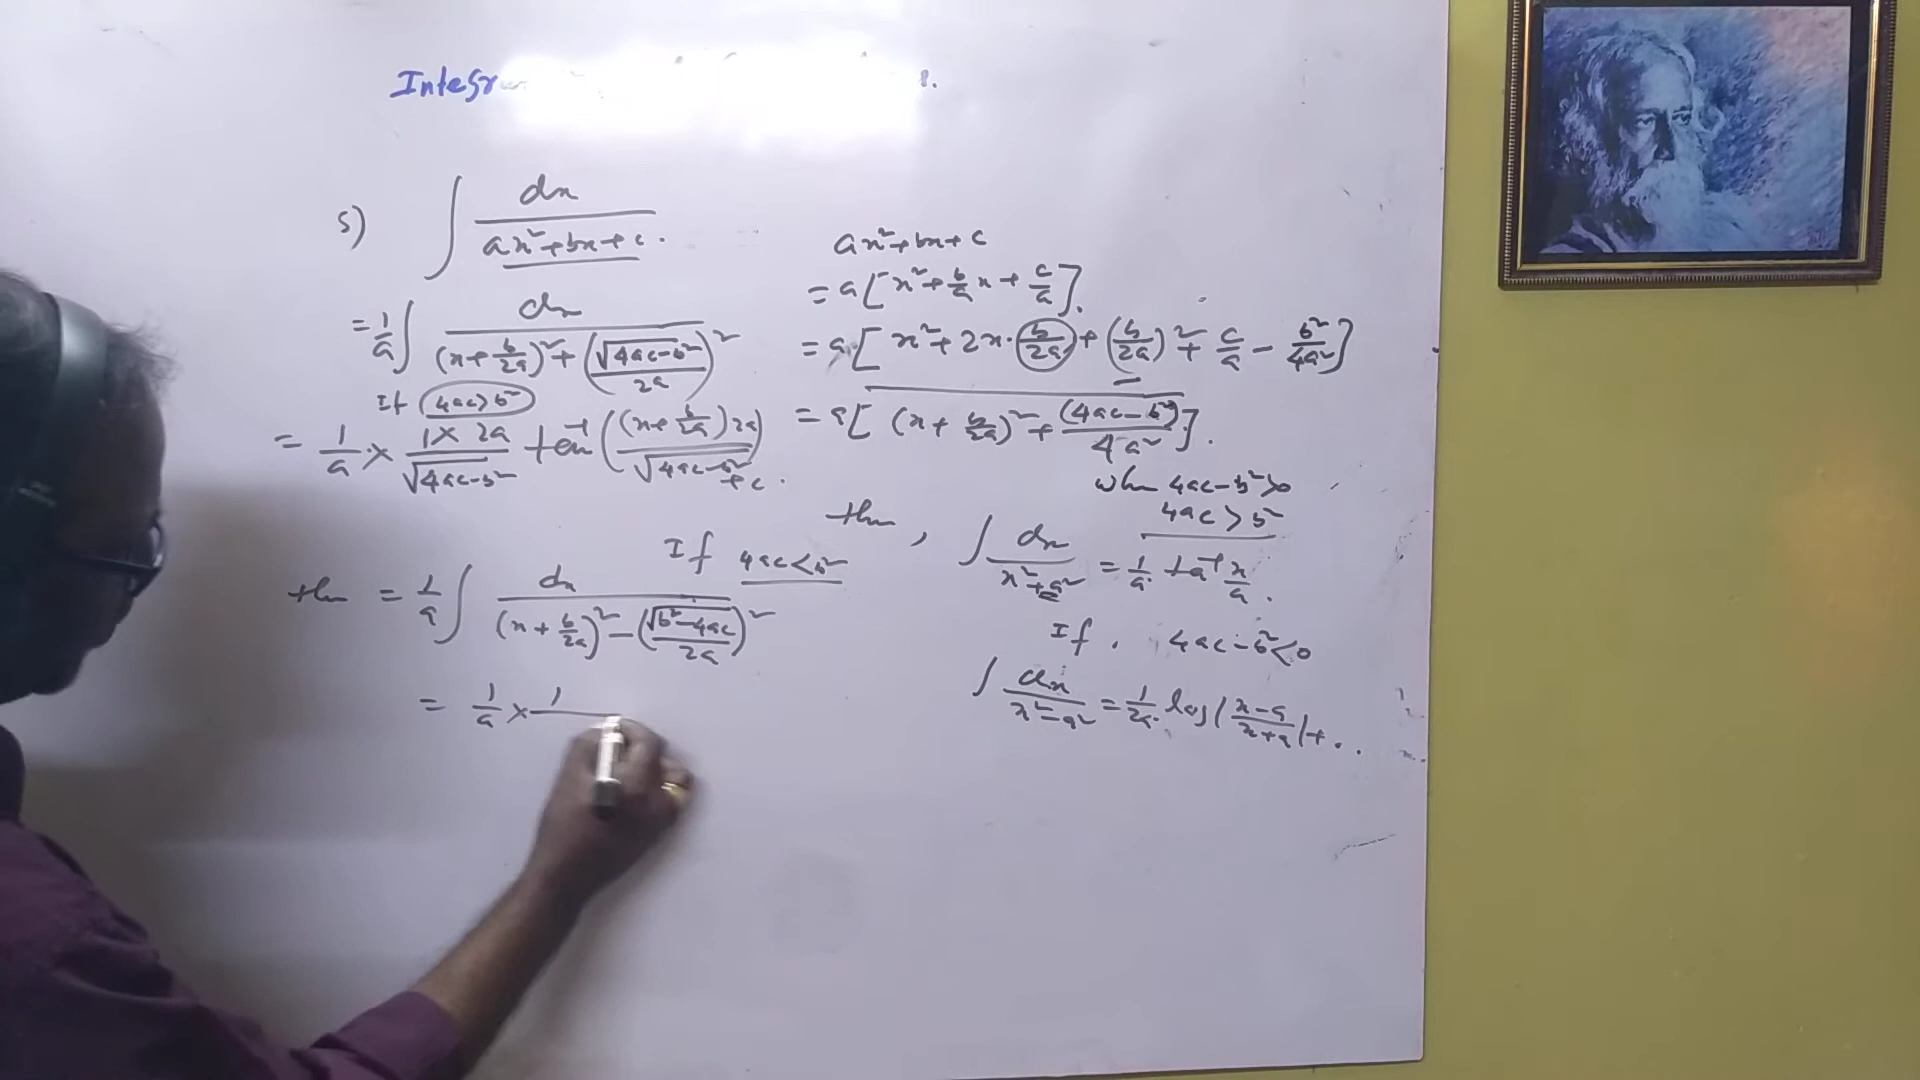 Integr
8.
5) ∫ dx / (ax²+bx+c).
= 1/a ∫ dx / ((x+b/2a)²+(√(4ac-b²)/2a)²)
If 4ac>b²
= 1/a × (1×2a)/√(4ac-b²) tan⁻¹((x+b/2a)2a/√(4ac-b²)) +c.
If 4ac<b²
then = 1/a ∫ dx / ((x+b/2a)²-(√(b²-4ac)/2a)²)
= 1/a × 1
ax²+bx+c
= a[x²+b/a x+c/a].
= a[x²+2x·b/2a+(b/2a)²+c/a-b²/4a²]
= a[(x+b/2a)²+(4ac-b²)/4a²].
when 4ac-b²>0
4ac>b²
then, ∫ dx/(x²+a²) = 1/a tan⁻¹ x/a.
If. 4ac-b²<0
∫ dx/(x²-a²) = 1/2a log|(x-a)/(x+a)|+..